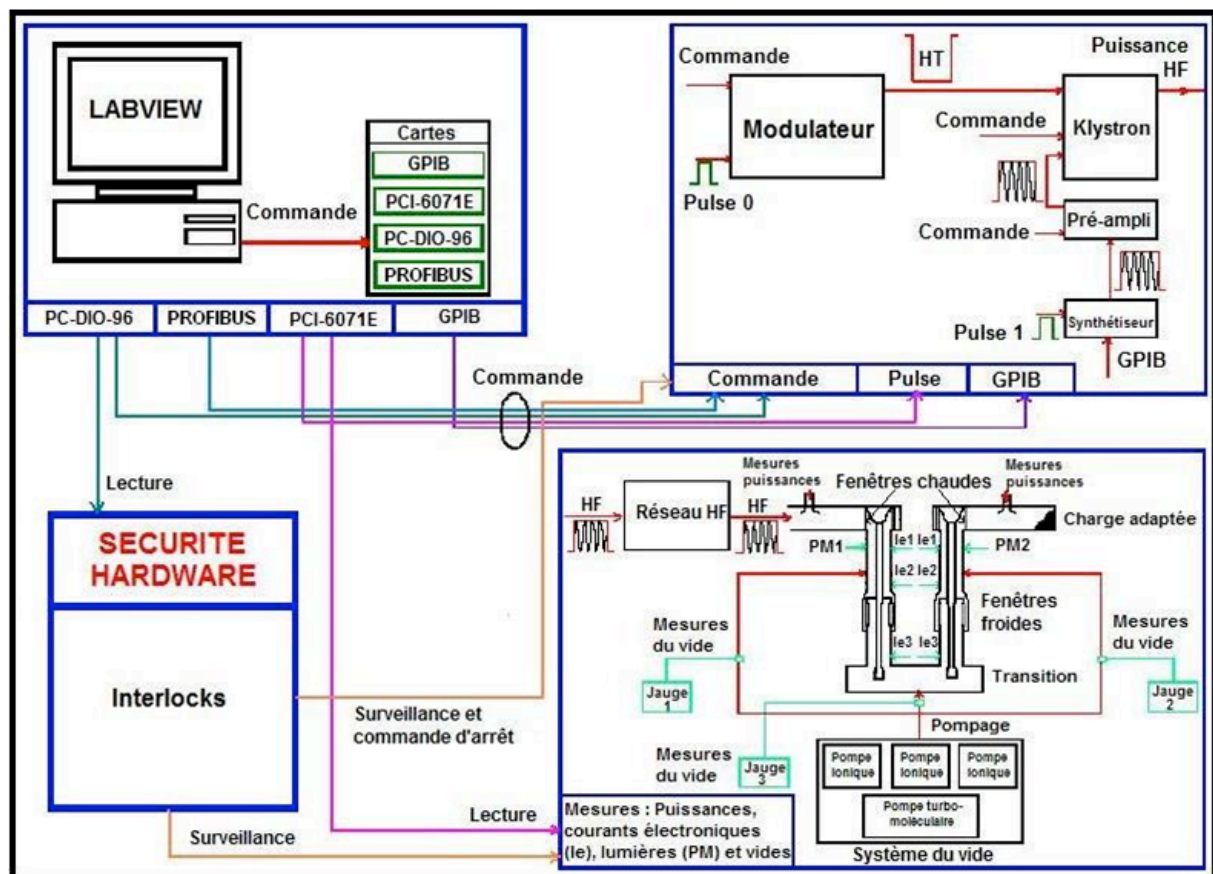 LABVIEW
Commande
Cartes
GPIB
PCI-6071E
PC-DIO-96
PROFIBUS
PC-DIO-96
PROFIBUS
PCI-6071E
GPIB
Commande
Modulateur
Pulse 0
HT
Puissance
HF
Commande
Klystron
Commande
Pré-ampli
Pulse 1
Synthétiseur
GPIB
Commande
Pulse
GPIB
Commande
Lecture
SECURITE
HARDWARE
Interlocks
Surveillance et
commande d'arrêt
Surveillance
Lecture
HF
Réseau HF
HF
Mesures
puissances
Fenêtres chaudes
Mesures
puissances
Charge adaptée
PM1
Ie1
Ie1
PM2
Ie2
Ie2
Fenêtres
froides
Ie3
Ie3
Transition
Mesures
du vide
Jauge
1
Mesures
du vide
Jauge
2
Mesures
du vide
Jauge
3
Pompage
Pompe
ionique
Pompe
ionique
Pompe
ionique
Pompe turbo-
moléculaire
Système du vide
Mesures : Puissances,
courants électroniques
(Ie), lumières (PM) et vides